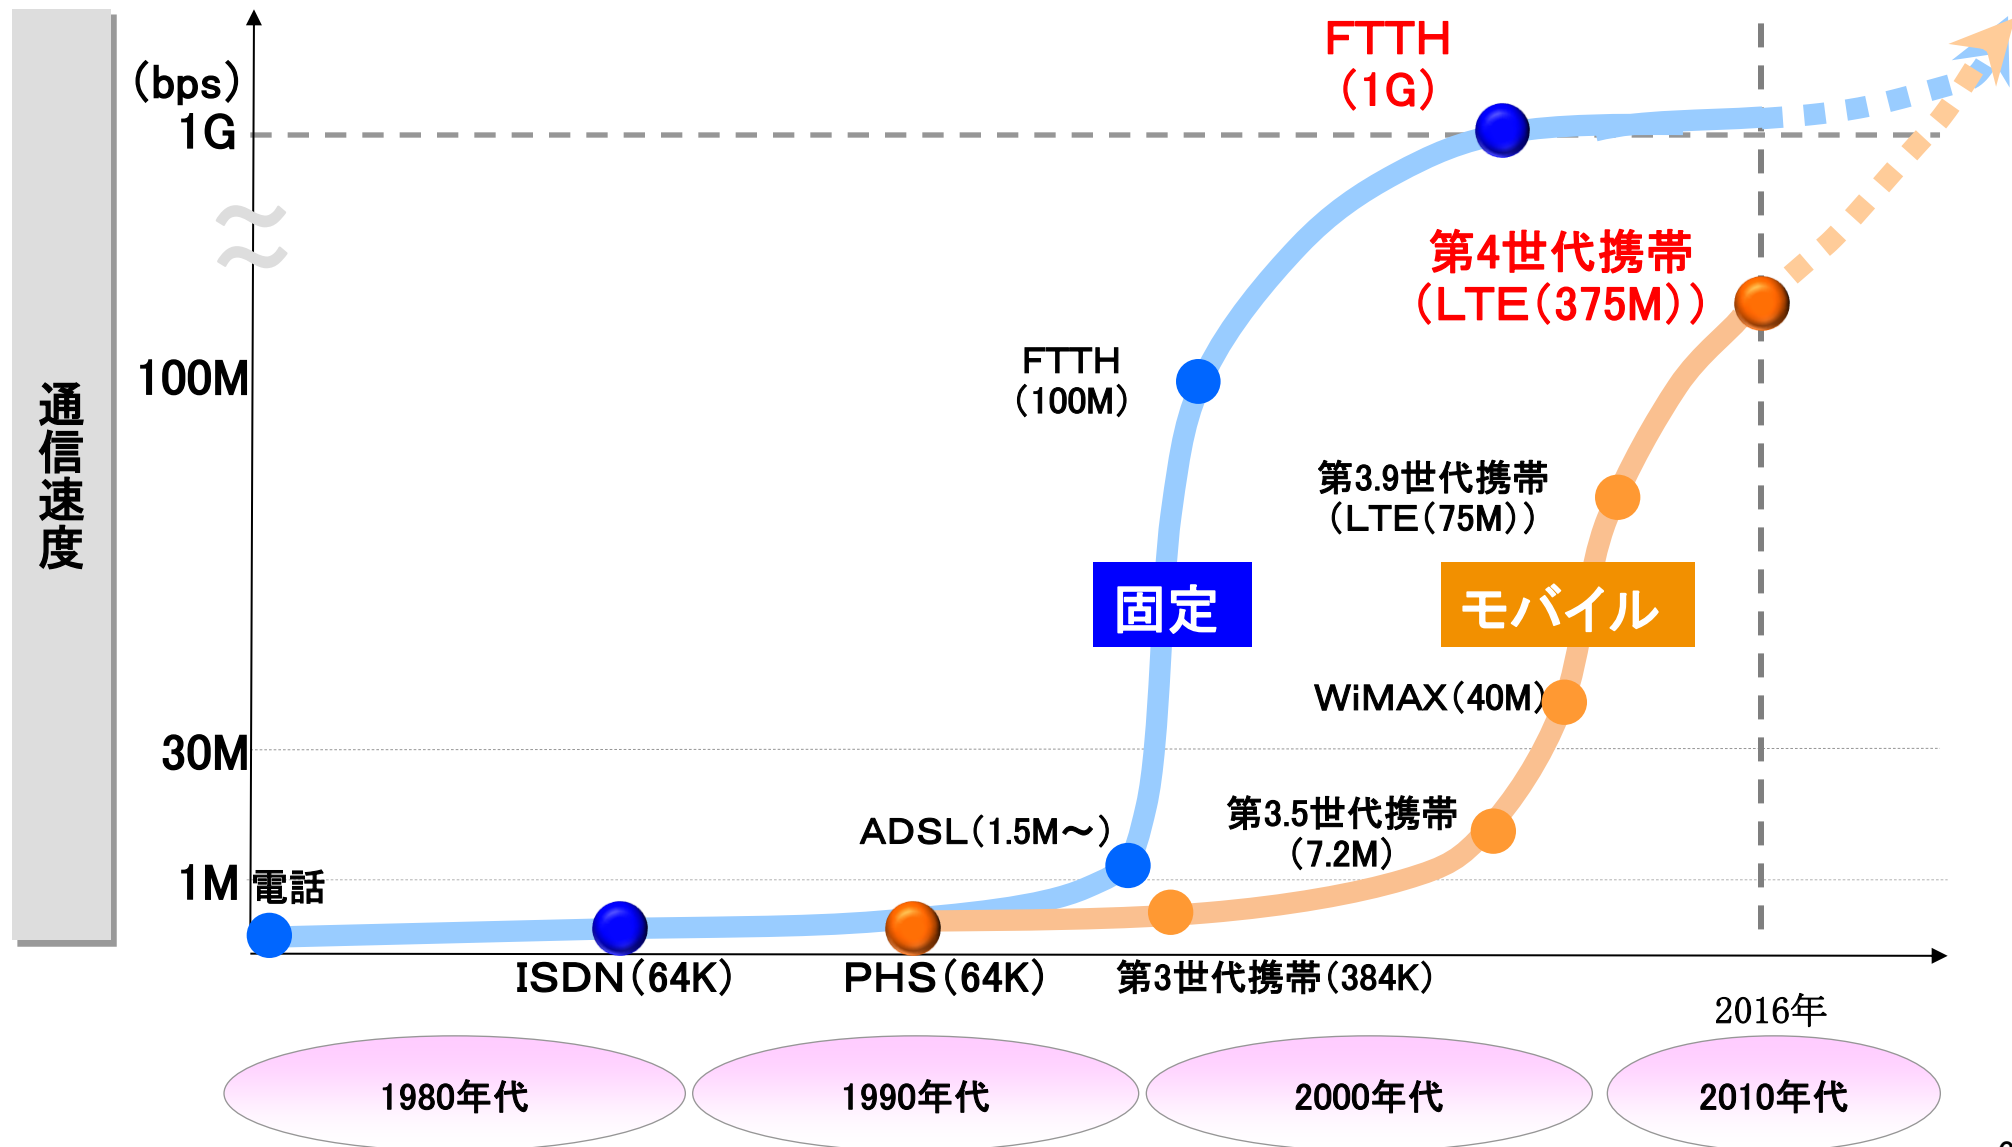 (bps)
1G
100M
30M
1M
通信速度
FTTH
(1G)
第4世代携帯
(LTE(375M))
FTTH
(100M)
第3.9世代携帯
(LTE(75M))
固定
モバイル
WiMAX(40M)
ADSL(1.5M～)
第3.5世代携帯
(7.2M)
電話
ISDN(64K)
PHS(64K)
第3世代携帯(384K)
2016年
1980年代
1990年代
2000年代
2010年代